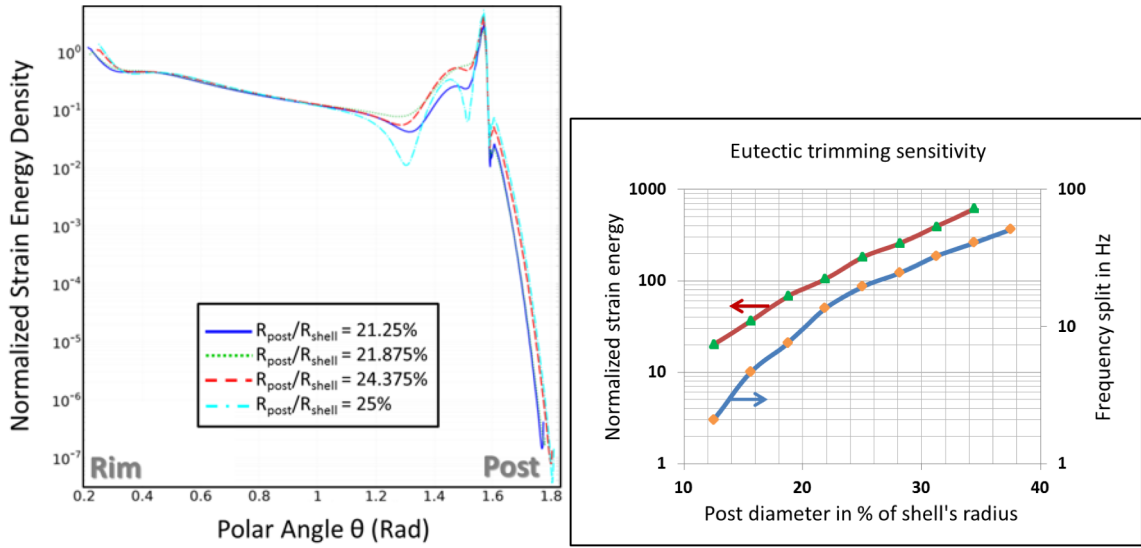 Normalized Strain Energy Density
10⁰
10⁻¹
10⁻²
10⁻³
10⁻⁴
10⁻⁵
10⁻⁶
10⁻⁷
R_post/R_shell = 21.25%
R_post/R_shell = 21.875%
R_post/R_shell = 24.375%
R_post/R_shell = 25%
Rim
Post
0.2 0.4 0.6 0.8 1 1.2 1.4 1.6 1.8
Polar Angle θ (Rad)
Eutectic trimming sensitivity
Normalized strain energy
1000
100
10
1
100
10
1
Frequency split in Hz
10 20 30 40
Post diameter in % of shell's radius